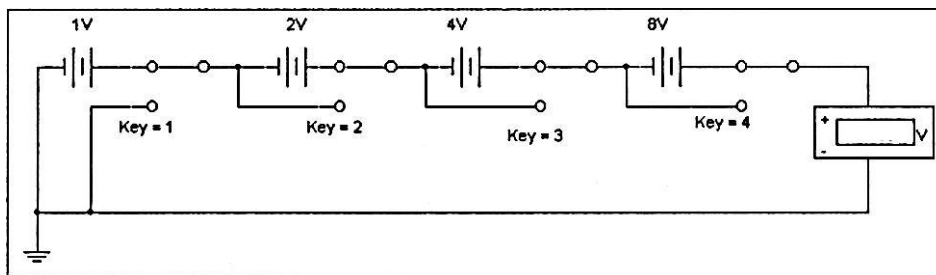 1V 2V 4V 8V
Key = 1 Key = 2 Key = 3 Key = 4
+ V
-